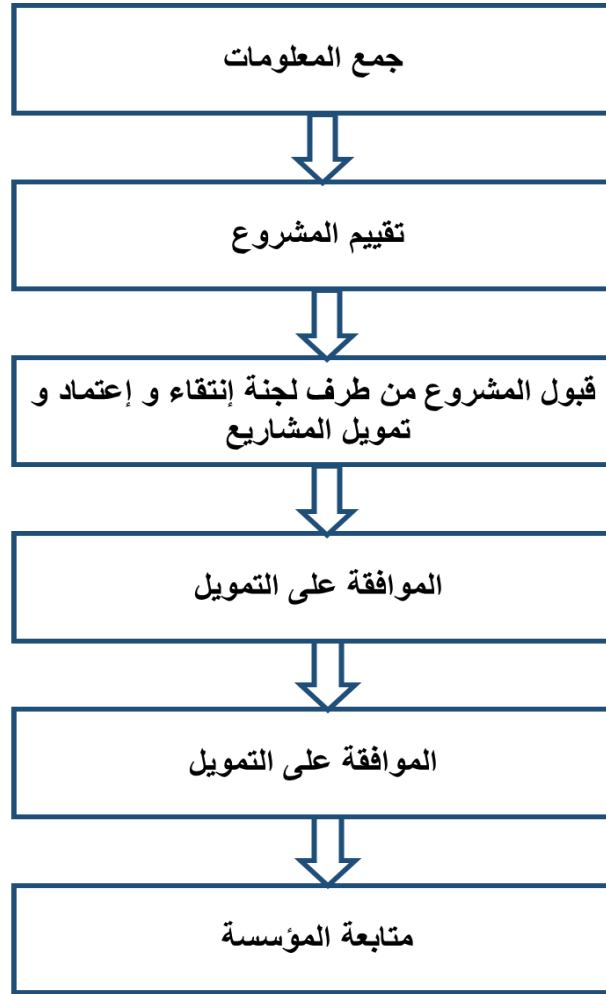 جمع المعلومات
تقييم المشروع
قبول المشروع من طرف لجنة إنتقاء و إعتماد و
تمويل المشاريع
الموافقة على التمويل
الموافقة على التمويل
متابعة المؤسسة